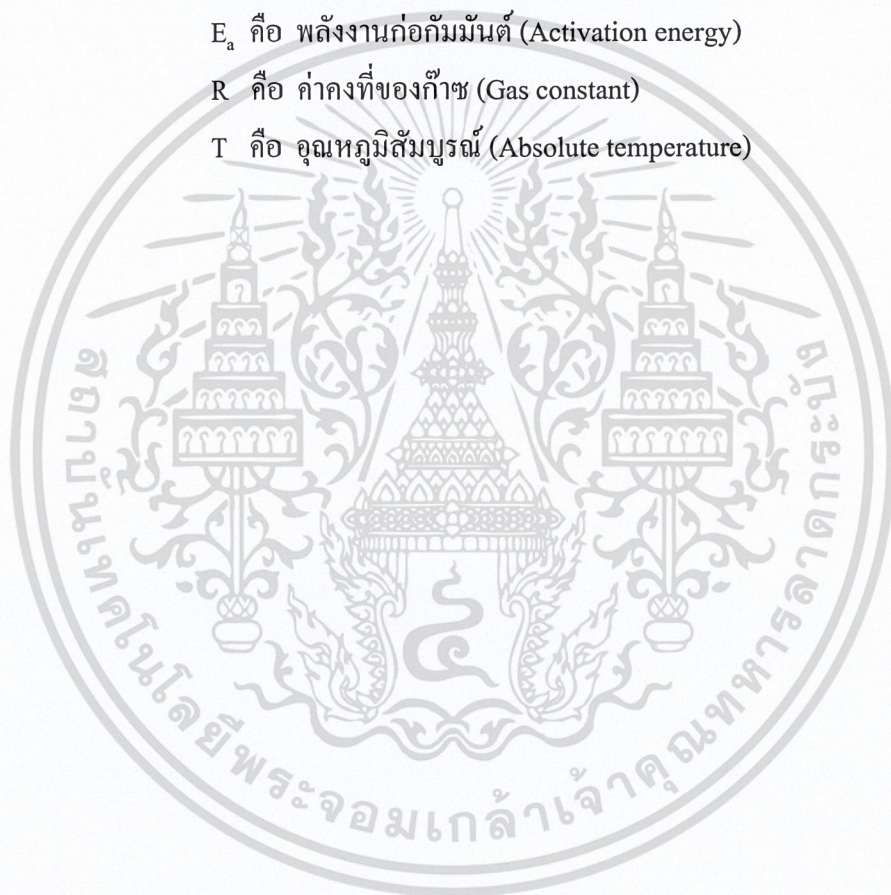 Eₐ คือ พลังงานก่อกัมมันต์ (Activation energy)
R คือ ค่าคงที่ของก๊าซ (Gas constant)
T คือ อุณหภูมิสัมบูรณ์ (Absolute temperature)
๔
สถาบันเทคโนโลยีพระจอมเกล้าเจ้าคุณทหารลาดกระบัง